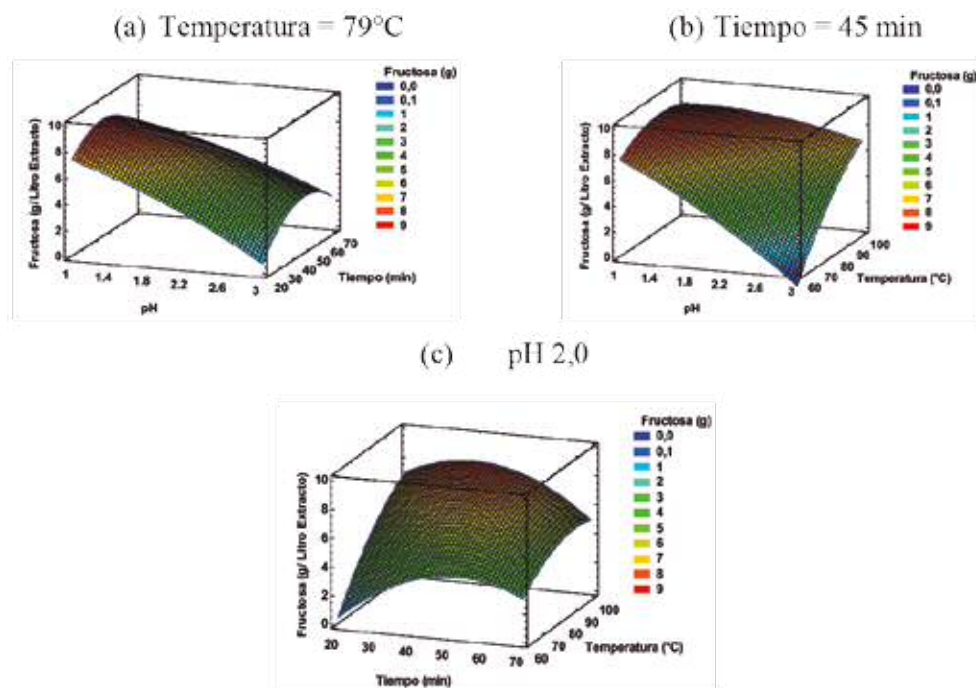 (a) Temperatura = 79°C
Fructosa (g)
0,0
0,1
1
2
3
4
5
6
7
8
9
Fructosa (g/Litro Extracto)
10
8
6
4
2
0
1 1.4 1.8 2.2 2.6 3
pH
20 30 40 50 60 70
Tiempo (min)
(b) Tiempo = 45 min
Fructosa (g)
0,0
0,1
1
2
3
4
5
6
7
8
9
Fructosa (g/Litro Extracto)
10
8
6
4
2
0
1 1.4 1.8 2.2 2.6 3
pH
60 70 80 90 100
Temperatura (°C)
(c) pH 2,0
Fructosa (g)
0,0
0,1
1
2
3
4
5
6
7
8
9
Fructosa (g/ Litro Extracto)
10
8
6
4
2
0
20 30 40 50 60 70
Tiempo (min)
60 70 80 90 100
Temperatura (°C)